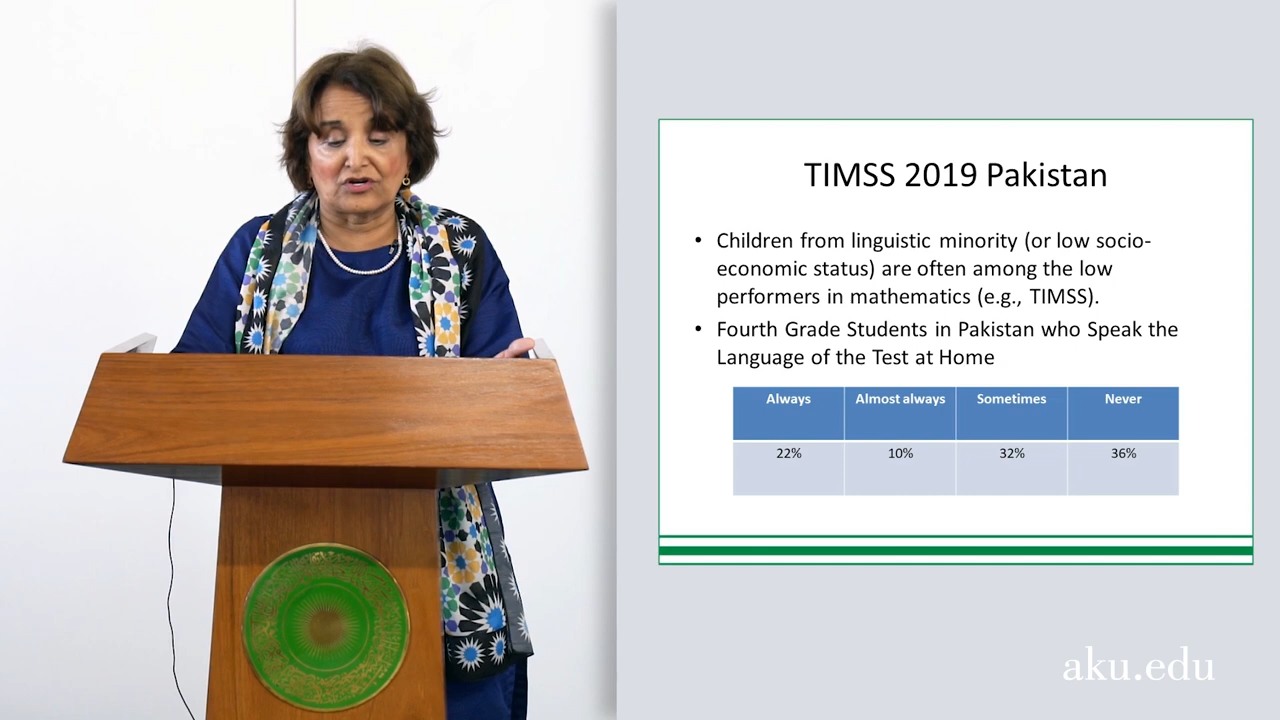 TIMSS 2019 Pakistan
• Children from linguistic minority (or low socio-
economic status) are often among the low
performers in mathematics (e.g., TIMSS).
• Fourth Grade Students in Pakistan who Speak the
Language of the Test at Home
Always Almost always Sometimes Never
22% 10% 32% 36%
aku.edu